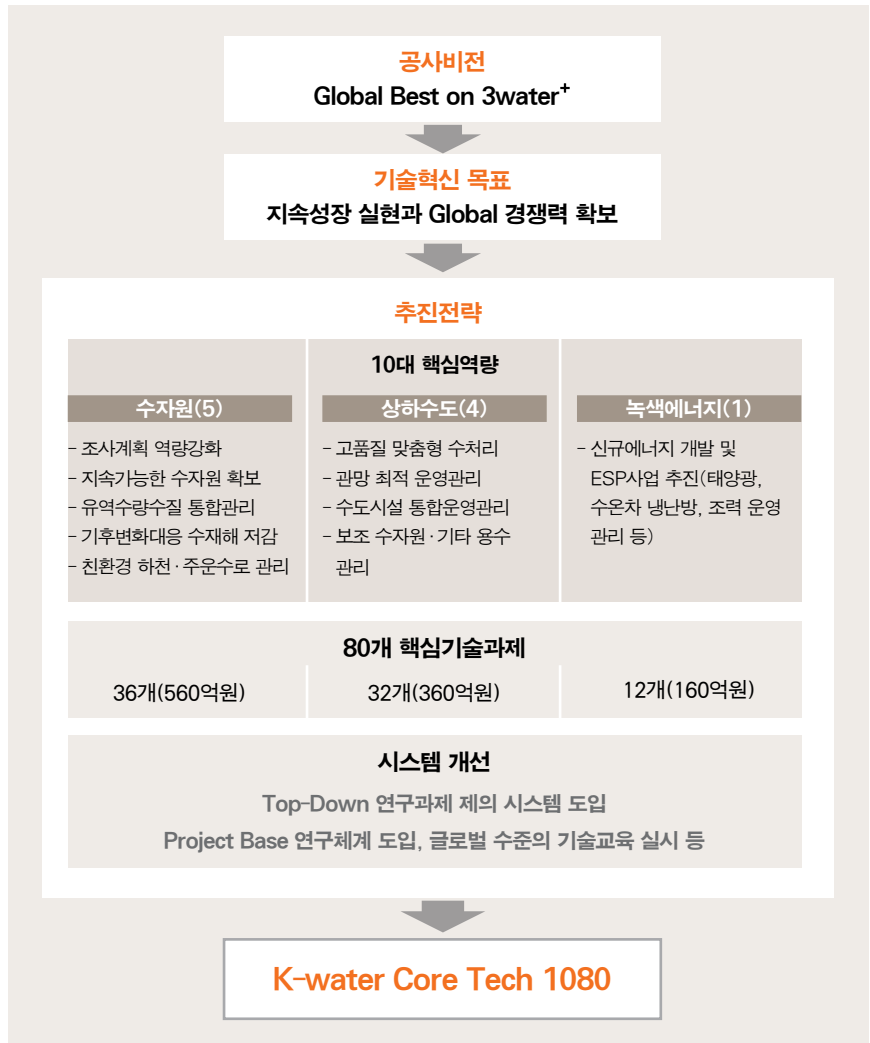 공사비전
Global Best on 3water+
기술혁신 목표
지속성장 실현과 Global 경쟁력 확보
추진전략
10대 핵심역량
수자원(5)
- 조사계획 역량강화
- 지속가능한 수자원 확보
- 유역수량수질 통합관리
- 기후변화대응 수재해 저감
- 친환경 하천·주운수로 관리
상하수도(4)
- 고품질 맞춤형 수처리
- 관망 최적 운영관리
- 수도시설 통합운영관리
- 보조 수자원·기타 용수
관리
녹색에너지(1)
- 신규에너지 개발 및
ESP사업 추진(태양광,
수온차 냉난방, 조력 운영
관리 등)
80개 핵심기술과제
36개(560억원)
32개(360억원)
12개(160억원)
시스템 개선
Top-Down 연구과제 제의 시스템 도입
Project Base 연구체계 도입, 글로벌 수준의 기술교육 실시 등
K-water Core Tech 1080